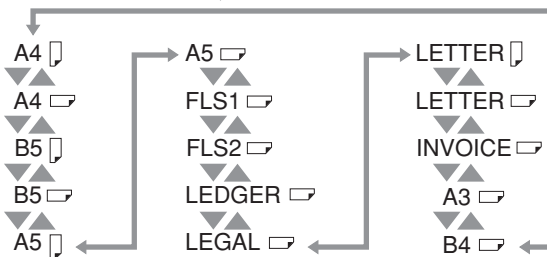 A4
A4
B5
B5
A5
A5
FLS1
FLS2
LEDGER
LEGAL
LETTER
LETTER
INVOICE
A3
B4